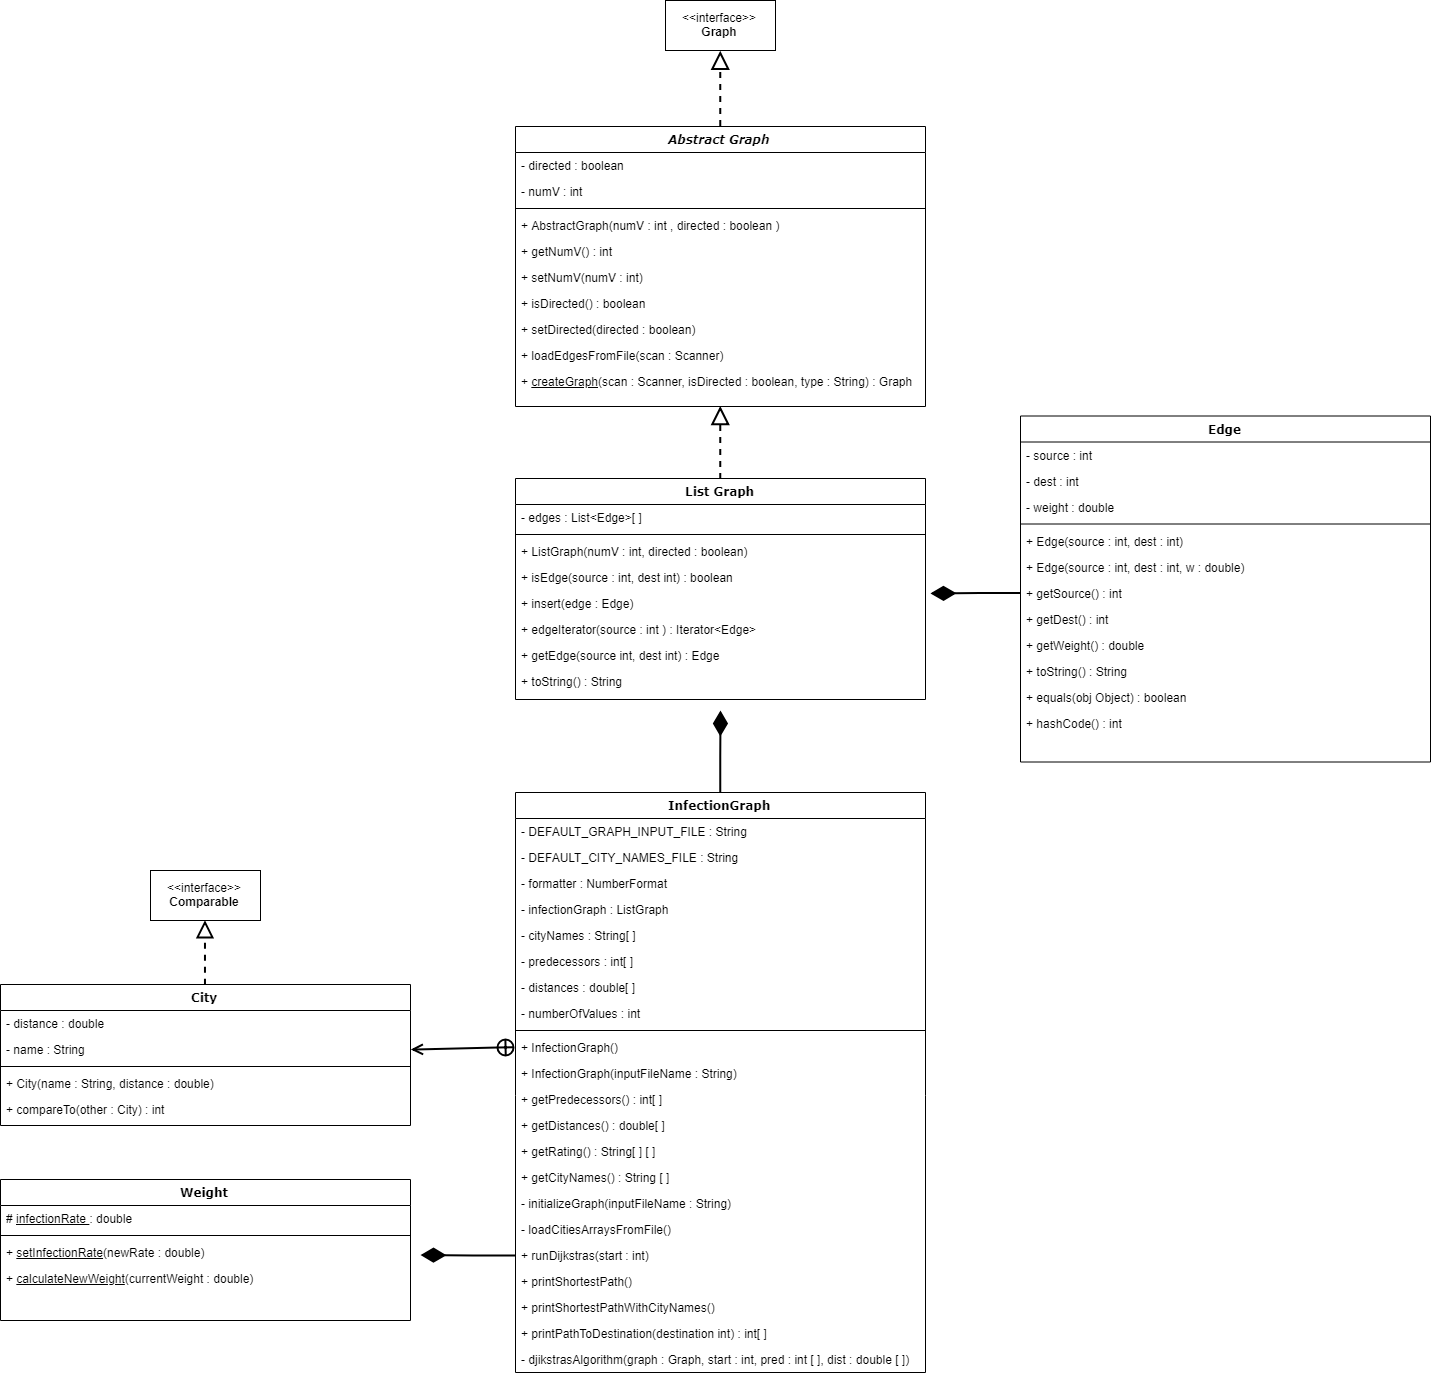 <<interface>>
Graph
Abstract Graph
- directed : boolean
- numV : int
+ AbstractGraph(numV : int , directed : boolean )
+ getNumV() : int
+ setNumV(numV : int)
+ isDirected() : boolean
+ setDirected(directed : boolean)
+ loadEdgesFromFile(scan : Scanner)
+ createGraph(scan : Scanner, isDirected : boolean, type : String) : Graph
List Graph
- edges : List<Edge>[ ]
+ ListGraph(numV : int, directed : boolean)
+ isEdge(source : int, dest int) : boolean
+ insert(edge : Edge)
+ edgeIterator(source : int ) : Iterator<Edge>
+ getEdge(source int, dest int) : Edge
+ toString() : String
Edge
- source : int
- dest : int
- weight : double
+ Edge(source : int, dest : int)
+ Edge(source : int, dest : int, w : double)
+ getSource() : int
+ getDest() : int
+ getWeight() : double
+ toString() : String
+ equals(obj Object) : boolean
+ hashCode() : int
InfectionGraph
- DEFAULT_GRAPH_INPUT_FILE : String
- DEFAULT_CITY_NAMES_FILE : String
- formatter : NumberFormat
- infectionGraph : ListGraph
- cityNames : String[ ]
- predecessors : int[ ]
- distances : double[ ]
- numberOfValues : int
+ InfectionGraph()
+ InfectionGraph(inputFileName : String)
+ getPredecessors() : int[ ]
+ getDistances() : double[ ]
+ getRating() : String[ ] [ ]
+ getCityNames() : String [ ]
- initializeGraph(inputFileName : String)
- loadCitiesArraysFromFile()
+ runDijkstras(start : int)
+ printShortestPath()
+ printShortestPathWithCityNames()
+ printPathToDestination(destination int) : int[ ]
- djikstrasAlgorithm(graph : Graph, start : int, pred : int [ ], dist : double [ ])
<<interface>>
Comparable
City
- distance : double
- name : String
+ City(name : String, distance : double)
+ compareTo(other : City) : int
Weight
# infectionRate : double
+ setInfectionRate(newRate : double)
+ calculateNewWeight(currentWeight : double)